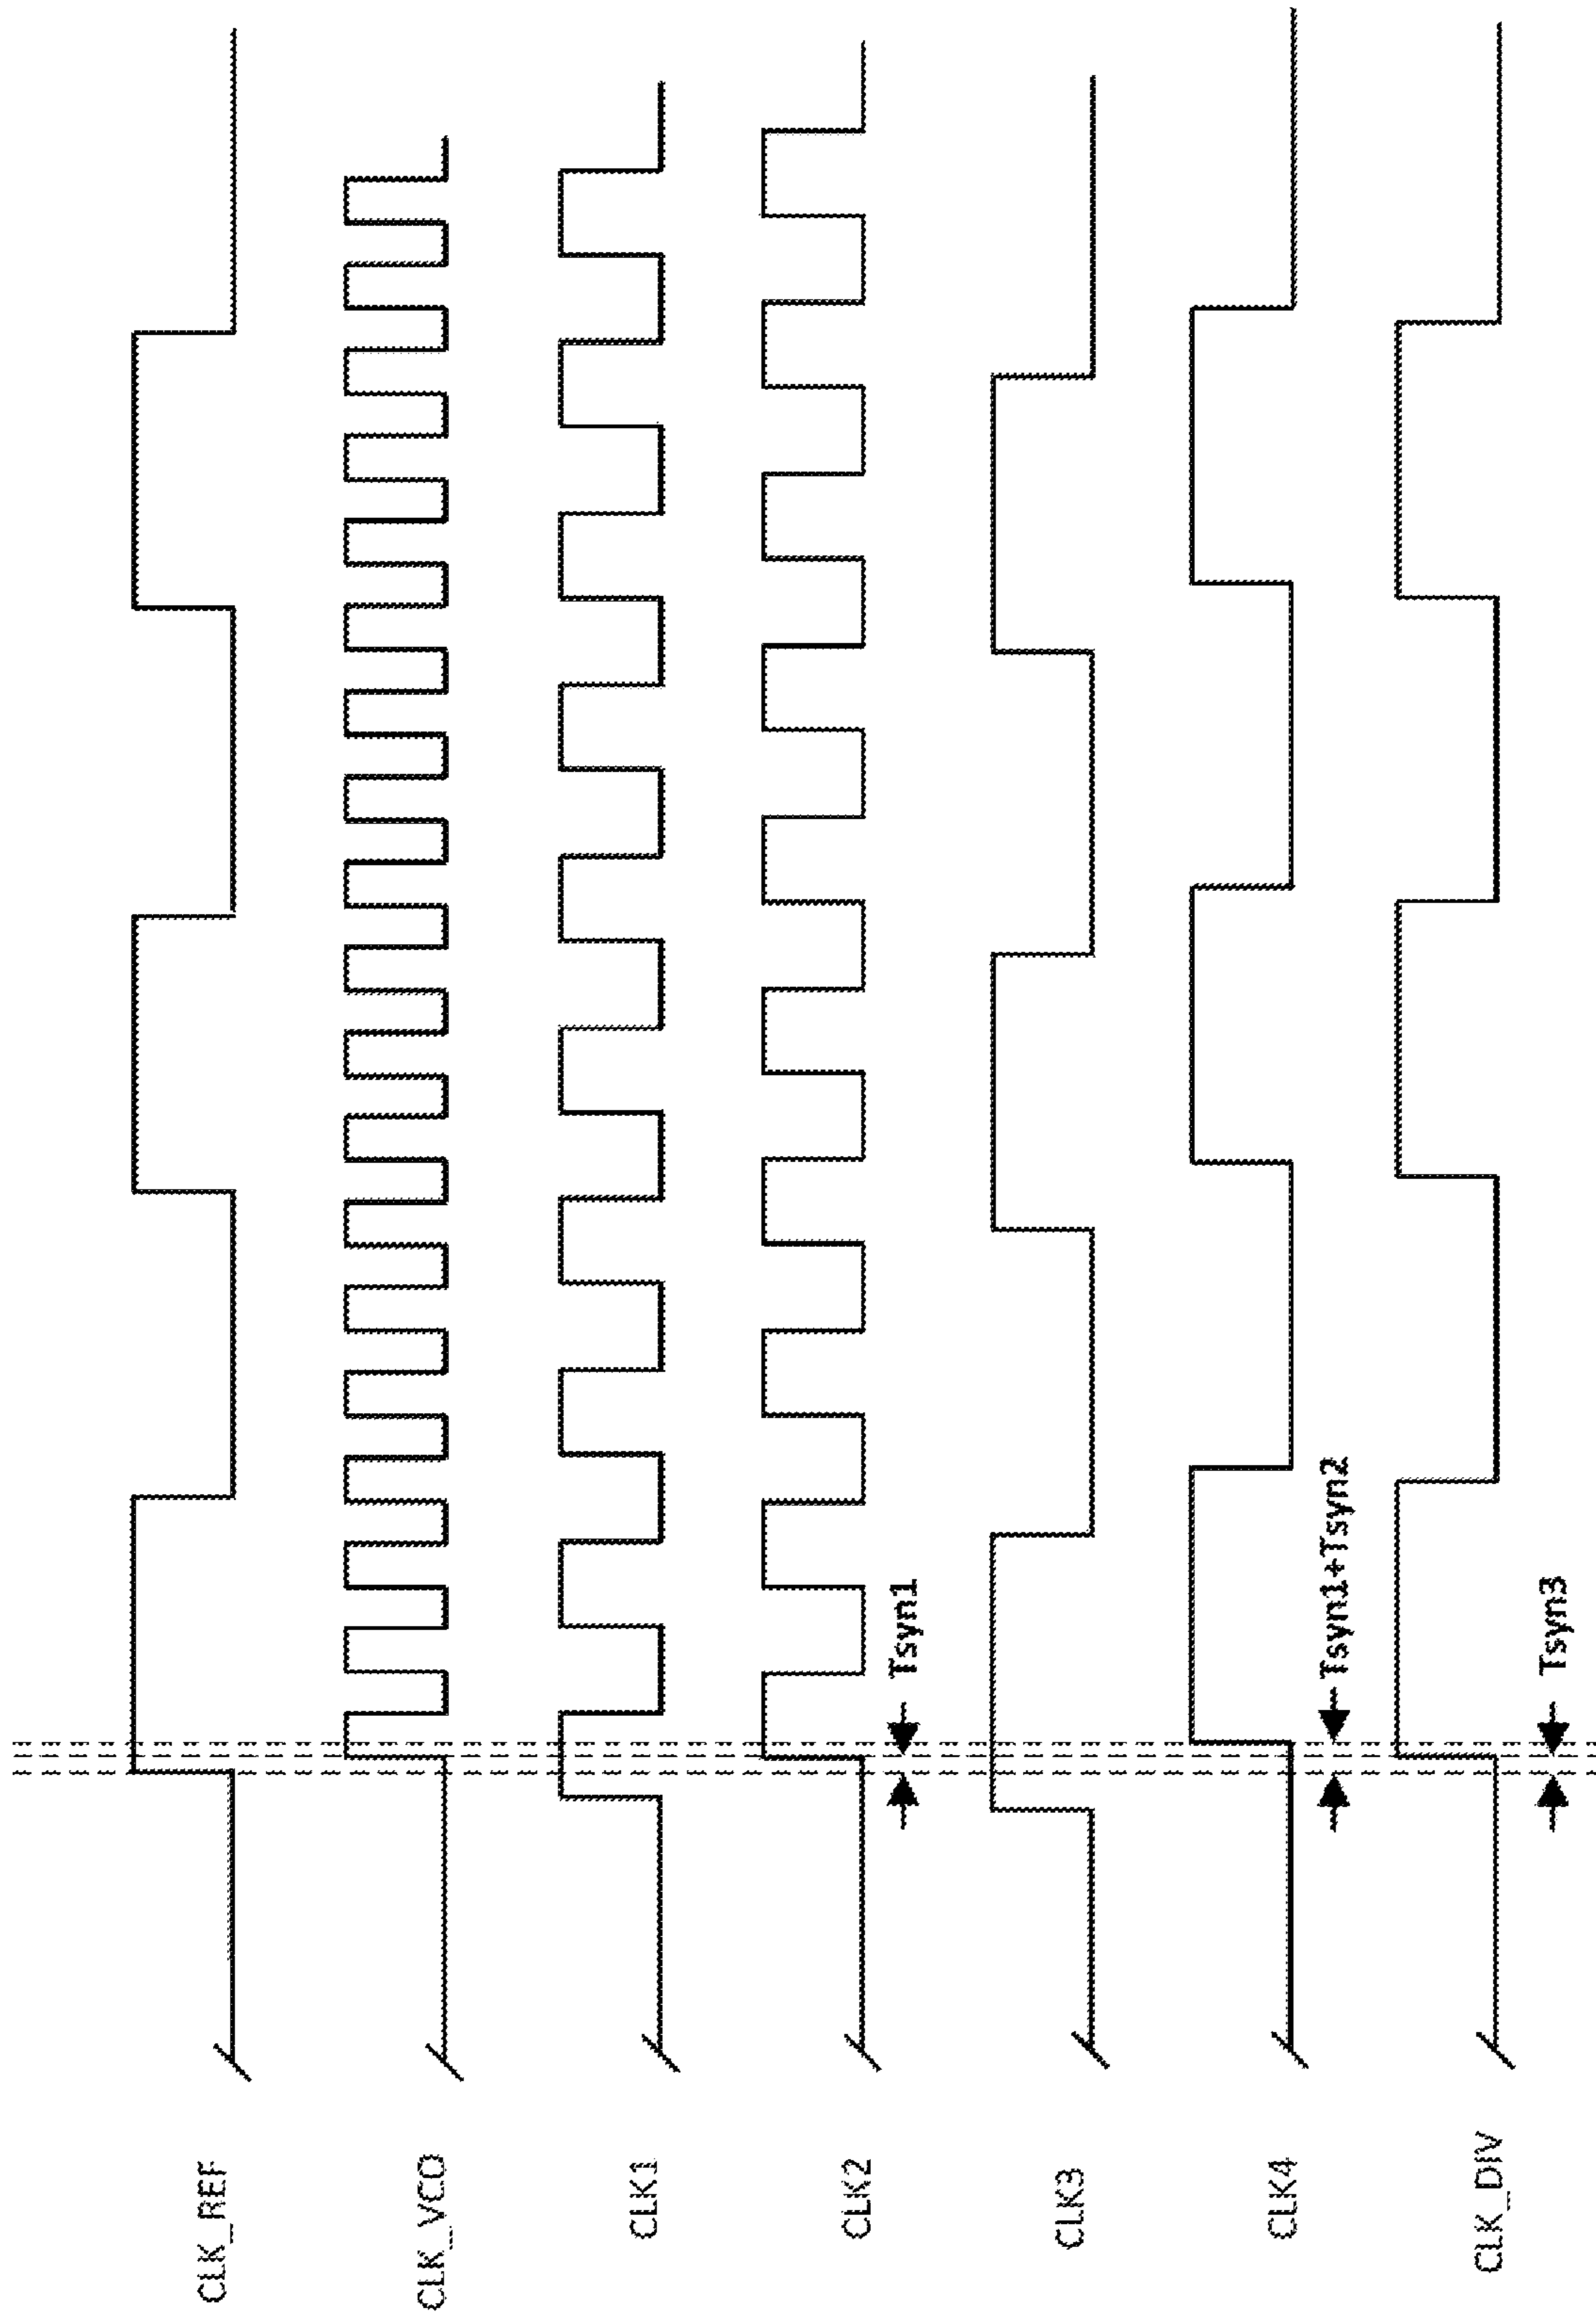 CLK_REF
CLK_VCO
CLK1
CLK2
Tsyn1
CLK3
CLK4
Tsyn1+Tsyn2
CLK_DIV
Tsyn3